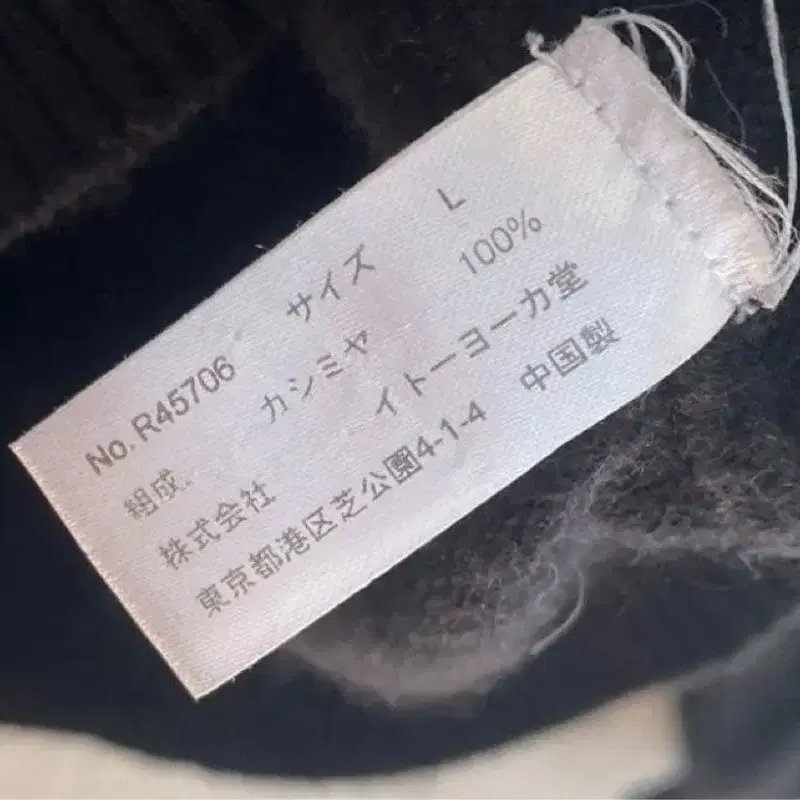 No.R45706 サイズ L
組成. カシミヤ 100%
株式会社 イトーヨーカ堂
東京都港区芝公園4-1-4 中国製